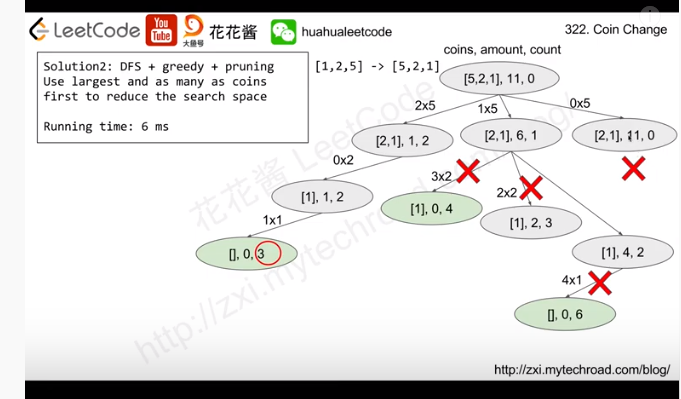 LeetCode
You
Tube
大鱼号
花花酱
huahualeetcode
322. Coin Change
Solution2: DFS + greedy + pruning
Use largest and as many as coins
first to reduce the search space
Running time: 6 ms
[1,2,5] -> [5,2,1]
coins, amount, count
[5,2,1], 11, 0
2x5
1x5
0x5
[2,1], 1, 2
[2,1], 6, 1
[2,1], 11, 0
0x2
3x2
2x2
[1], 1, 2
[1], 0, 4
[1], 2, 3
1x1
[], 0, 3
[1], 4, 2
4x1
[], 0, 6
花花酱 LeetCode
http://zxi.mytechroad.com/blog/
http://zxi.mytechroad.com/blog/